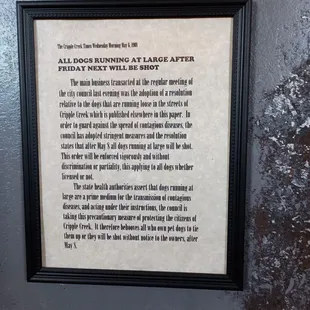 The Cripple Creek Times Wednesday Morning May 6, 1908
ALL DOGS RUNNING AT LARGE AFTER
FRIDAY NEXT WILL BE SHOT
The main business transacted at the regular meeting of
the city council last evening was the adoption of a resolution
relative to the dogs that are running loose in the streets of
Cripple Creek which is published elsewhere in this paper. In
order to guard against the spread of contagious diseases, the
council has adopted stringent measures and the resolution
states that after May 8 all dogs running at large will be shot.
This order will be enforced vigorously and without
discrimination or partiality, this applying to all dogs whether
licensed or not.
The state health authorities assert that dogs running at
large are a prime medium for the transmission of contagious
diseases, and acting under their instructions, the council is
taking this precautionary measure of protecting the citizens of
Cripple Creek. It therefore behooves all who own pet dogs to tie
them up or they will be shot without notice to the owners, after
May 8.